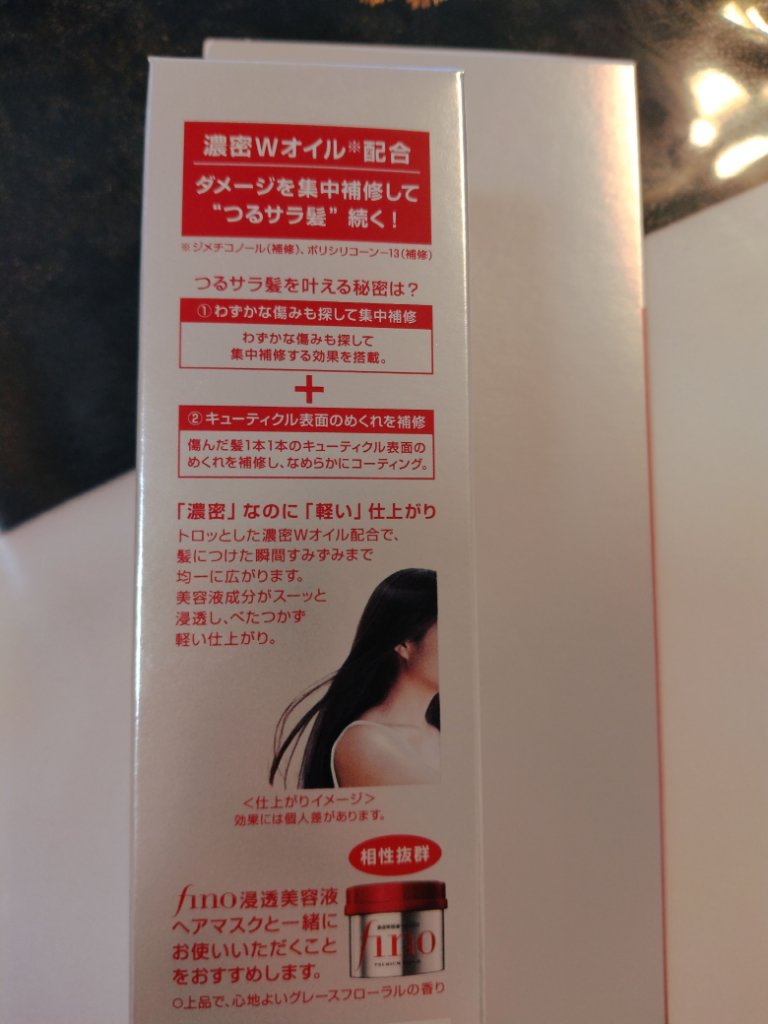 濃密Wオイル※配合
ダメージを集中補修して
“つるサラ髪”続く!
※ジメチコノール(補修)、ポリシリコーン-13(補修)
つるサラ髪を叶える秘密は?
①わずかな傷みも探して集中補修
わずかな傷みも探して
集中補修する効果を搭載。
+
②キューティクル表面のめくれを補修
傷んだ髪1本1本のキューティクル表面の
めくれを補修し、なめらかにコーティング。
「濃密」なのに「軽い」仕上がり
トロッとした濃密Wオイル配合で、
髪につけた瞬間すみずみまで
均一に広がります。
美容液成分がスーッと
浸透し、べたつかず
軽い仕上がり。
<仕上がりイメージ>
効果には個人差があります。
相性抜群
fino浸透美容液
ヘアマスクと一緒に
お使いいただくこと
をおすすめします。
fino
○上品で、心地よいグレースフローラルの香り